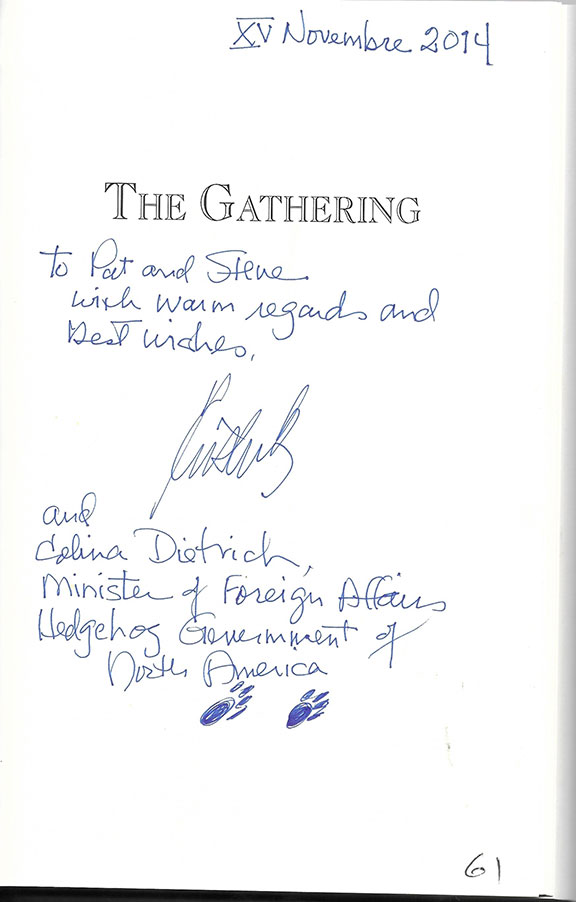 XV Novembre 2014
THE GATHERING
to Pat and Steve
with warm regards and
Best wishes,
and
Celina Dietrich,
Minister of Foreign Affairs
Hedgehog Government of
North America
61